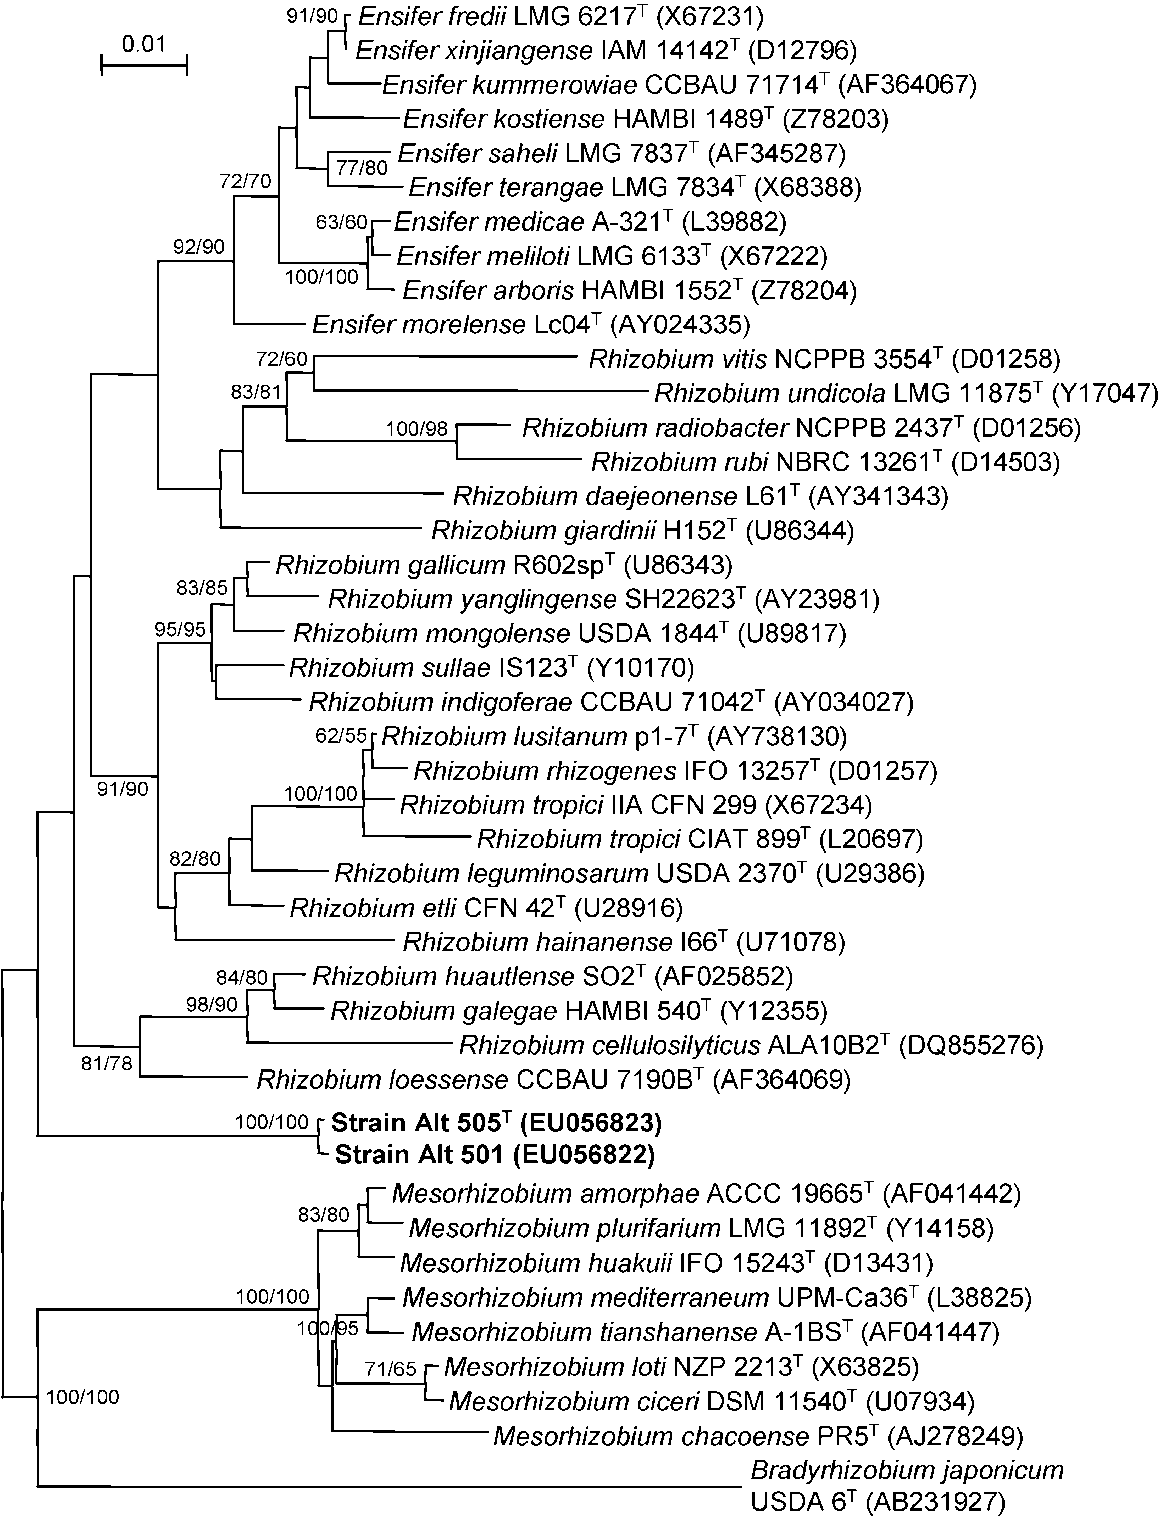 91/90 Ensifer fredii LMG 6217ᵀ (X67231)
0.01
Ensifer xinjiangense IAM 14142ᵀ (D12796)
Ensifer kummerowiae CCBAU 71714ᵀ (AF364067)
Ensifer kostiense HAMBI 1489ᵀ (Z78203)
Ensifer saheli LMG 7837ᵀ (AF345287)
77/80
72/70
Ensifer terangae LMG 7834ᵀ (X68388)
63/60 Ensifer medicae A-321ᵀ (L39882)
92/90
Ensifer meliloti LMG 6133ᵀ (X67222)
100/100
Ensifer arboris HAMBI 1552ᵀ (Z78204)
Ensifer morelense Lc04ᵀ (AY024335)
72/60
Rhizobium vitis NCPPB 3554ᵀ (D01258)
83/81
Rhizobium undicola LMG 11875ᵀ (Y17047)
100/98
Rhizobium radiobacter NCPPB 2437ᵀ (D01256)
Rhizobium rubi NBRC 13261ᵀ (D14503)
Rhizobium daejeonense L61ᵀ (AY341343)
Rhizobium giardinii H152ᵀ (U86344)
Rhizobium gallicum R602spᵀ (U86343)
83/85
Rhizobium yanglingense SH22623ᵀ (AY23981)
95/95
Rhizobium mongolense USDA 1844ᵀ (U89817)
Rhizobium sullae IS123ᵀ (Y10170)
Rhizobium indigoferae CCBAU 71042ᵀ (AY034027)
62/55 Rhizobium lusitanum p1-7ᵀ (AY738130)
Rhizobium rhizogenes IFO 13257ᵀ (D01257)
91/90
100/100
Rhizobium tropici IIA CFN 299 (X67234)
Rhizobium tropici CIAT 899ᵀ (L20697)
82/80
Rhizobium leguminosarum USDA 2370ᵀ (U29386)
Rhizobium etli CFN 42ᵀ (U28916)
Rhizobium hainanense I66ᵀ (U71078)
84/80
Rhizobium huautlense SO2ᵀ (AF025852)
98/90
Rhizobium galegae HAMBI 540ᵀ (Y12355)
Rhizobium cellulosilyticus ALA10B2ᵀ (DQ855276)
81/78
Rhizobium loessense CCBAU 7190Bᵀ (AF364069)
100/100 Strain Alt 505ᵀ (EU056823)
Strain Alt 501 (EU056822)
Mesorhizobium amorphae ACCC 19665ᵀ (AF041442)
83/80
Mesorhizobium plurifarium LMG 11892ᵀ (Y14158)
Mesorhizobium huakuii IFO 15243ᵀ (D13431)
100/100
Mesorhizobium mediterraneum UPM-Ca36ᵀ (L38825)
100/95
Mesorhizobium tianshanense A-1BSᵀ (AF041447)
71/65 Mesorhizobium loti NZP 2213ᵀ (X63825)
100/100
Mesorhizobium ciceri DSM 11540ᵀ (U07934)
Mesorhizobium chacoense PR5ᵀ (AJ278249)
Bradyrhizobium japonicum
USDA 6ᵀ (AB231927)